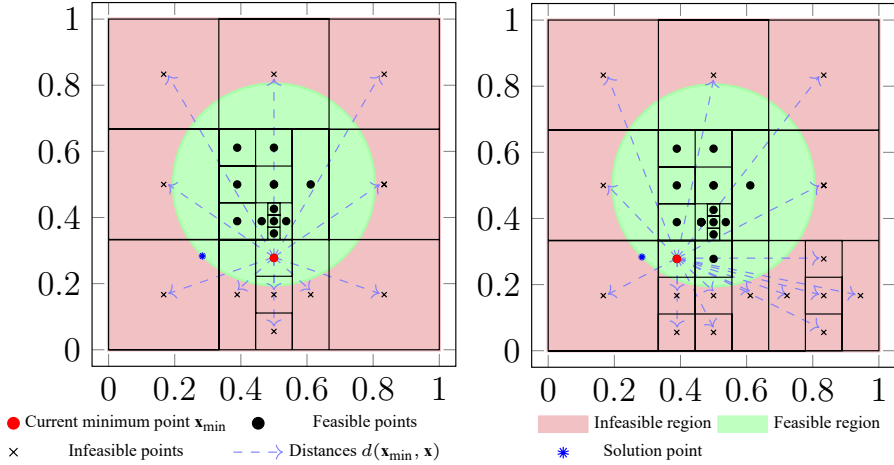 1
0.8
0.6
0.4
0.2
0
0 0.2 0.4 0.6 0.8 1
1
0.8
0.6
0.4
0.2
0
0 0.2 0.4 0.6 0.8 1
Current minimum point x_min Feasible points
Infeasible points Distances d(x_min, x)
Infeasible region Feasible region
Solution point